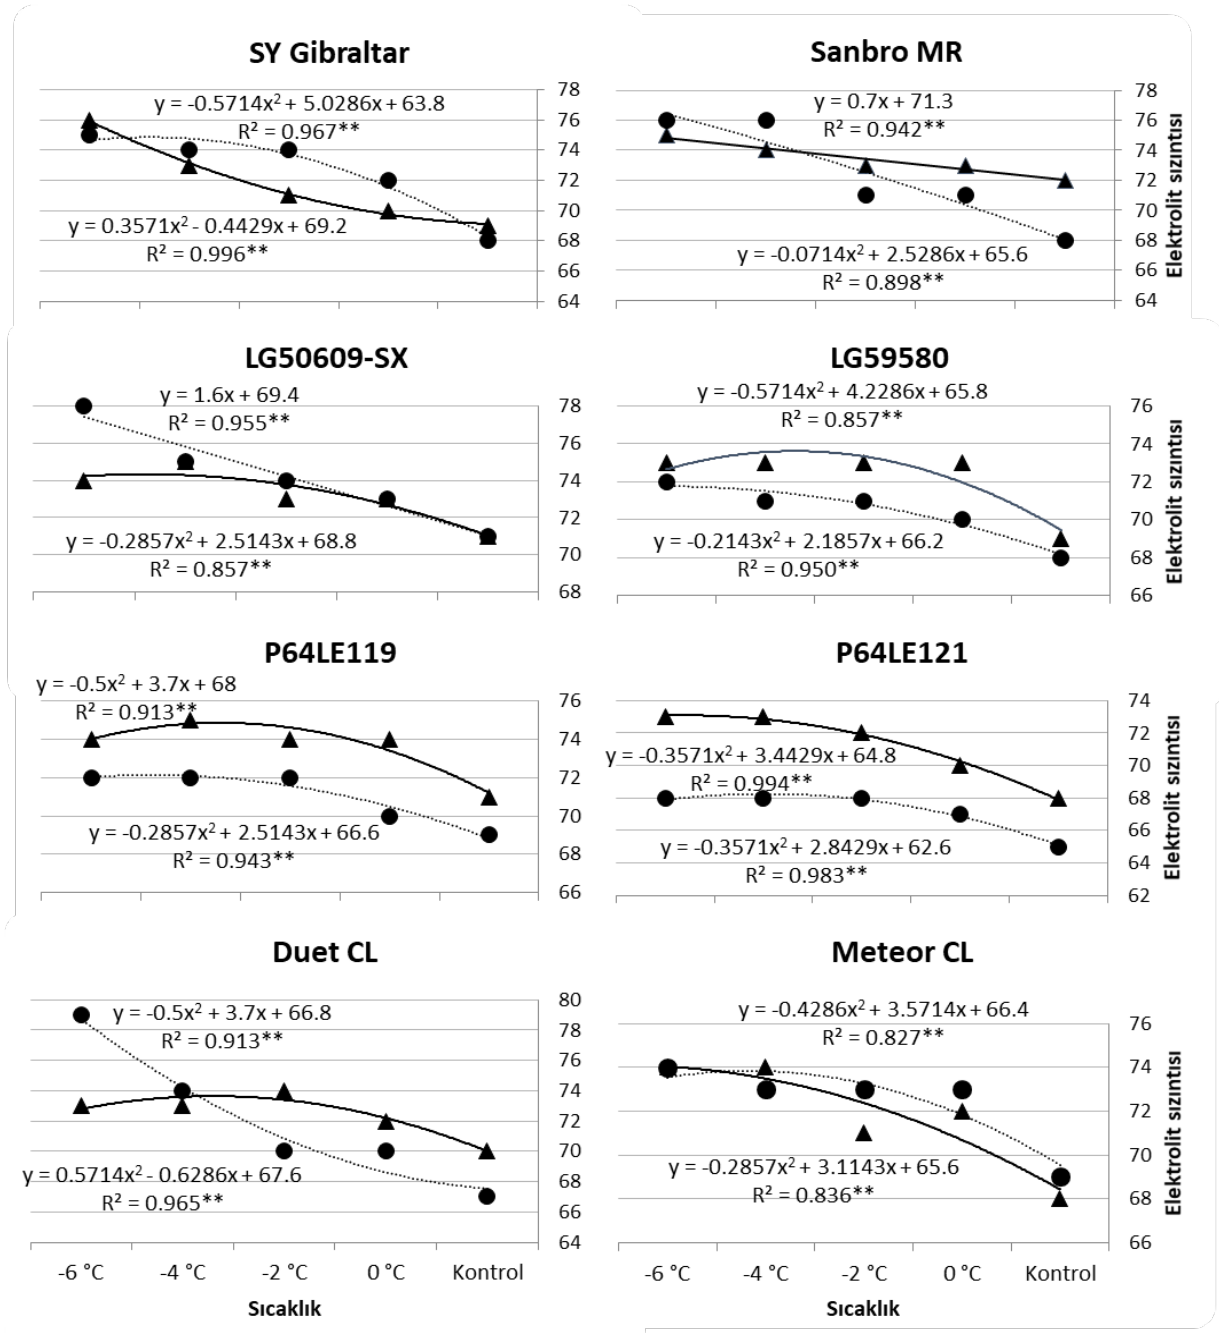 SY Gibraltar
y = -0.5714x² + 5.0286x + 63.8
R² = 0.967**
y = 0.3571x² - 0.4429x + 69.2
R² = 0.996**
78
76
74
72
70
68
66
64
Sanbro MR
y = 0.7x + 71.3
R² = 0.942**
y = -0.0714x² + 2.5286x + 65.6
R² = 0.898**
78
76
74
72
70
68
66
64
Elektrolit sızıntısı
LG50609-SX
y = 1.6x + 69.4
R² = 0.955**
y = -0.2857x² + 2.5143x + 68.8
R² = 0.857**
78
76
74
72
70
68
LG59580
y = -0.5714x² + 4.2286x + 65.8
R² = 0.857**
y = -0.2143x² + 2.1857x + 66.2
R² = 0.950**
76
74
72
70
68
66
Elektrolit sızıntısı
P64LE119
y = -0.5x² + 3.7x + 68
R² = 0.913**
y = -0.2857x² + 2.5143x + 66.6
R² = 0.943**
76
74
72
70
68
66
P64LE121
y = -0.3571x² + 3.4429x + 64.8
R² = 0.994**
y = -0.3571x² + 2.8429x + 62.6
R² = 0.983**
74
72
70
68
66
64
62
Elektrolit sızıntısı
Duet CL
y = -0.5x² + 3.7x + 66.8
R² = 0.913**
y = 0.5714x² - 0.6286x + 67.6
R² = 0.965**
80
78
76
74
72
70
68
66
64
-6 °C -4 °C -2 °C 0 °C Kontrol
Sıcaklık
Meteor CL
y = -0.4286x² + 3.5714x + 66.4
R² = 0.827**
y = -0.2857x² + 3.1143x + 65.6
R² = 0.836**
76
74
72
70
68
66
Elektrolit sızıntısı
-6 °C -4 °C -2 °C 0 °C Kontrol
Sıcaklık